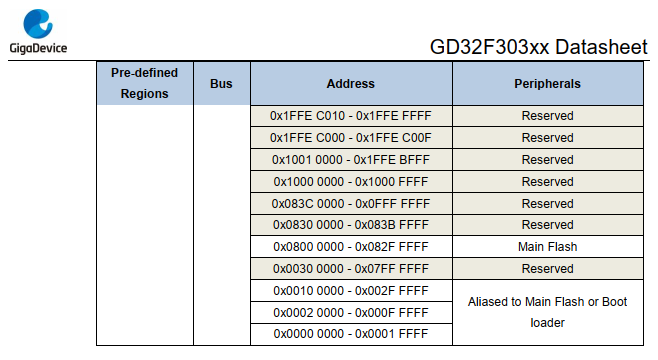 GigaDevice
GD32F303xx Datasheet
Pre-defined
Regions
Bus
Address
Peripherals
0x1FFE C010 - 0x1FFE FFFF Reserved
0x1FFE C000 - 0x1FFE C00F Reserved
0x1001 0000 - 0x1FFE BFFF Reserved
0x1000 0000 - 0x1000 FFFF Reserved
0x083C 0000 - 0x0FFF FFFF Reserved
0x0830 0000 - 0x083B FFFF Reserved
0x0800 0000 - 0x082F FFFF Main Flash
0x0030 0000 - 0x07FF FFFF Reserved
0x0010 0000 - 0x002F FFFF
0x0002 0000 - 0x000F FFFF
0x0000 0000 - 0x0001 FFFF
Aliased to Main Flash or Boot
loader